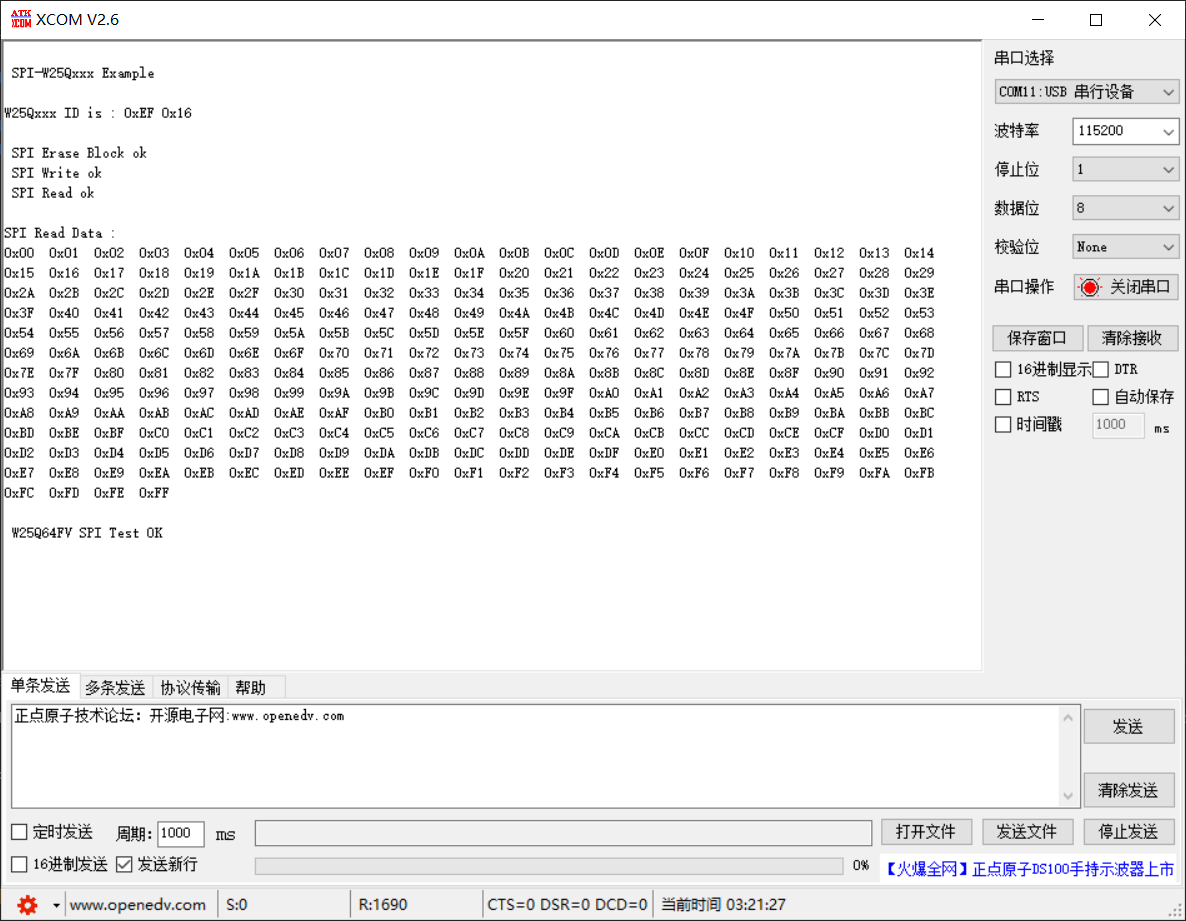 ATK XCOM XCOM V2.6
SPI-W25Qxxx Example
W25Qxxx ID is : 0xEF 0x16
SPI Erase Block ok
SPI Write ok
SPI Read ok
SPI Read Data :
0x00 0x01 0x02 0x03 0x04 0x05 0x06 0x07 0x08 0x09 0x0A 0x0B 0x0C 0x0D 0x0E 0x0F 0x10 0x11 0x12 0x13 0x14
0x15 0x16 0x17 0x18 0x19 0x1A 0x1B 0x1C 0x1D 0x1E 0x1F 0x20 0x21 0x22 0x23 0x24 0x25 0x26 0x27 0x28 0x29
0x2A 0x2B 0x2C 0x2D 0x2E 0x2F 0x30 0x31 0x32 0x33 0x34 0x35 0x36 0x37 0x38 0x39 0x3A 0x3B 0x3C 0x3D 0x3E
0x3F 0x40 0x41 0x42 0x43 0x44 0x45 0x46 0x47 0x48 0x49 0x4A 0x4B 0x4C 0x4D 0x4E 0x4F 0x50 0x51 0x52 0x53
0x54 0x55 0x56 0x57 0x58 0x59 0x5A 0x5B 0x5C 0x5D 0x5E 0x5F 0x60 0x61 0x62 0x63 0x64 0x65 0x66 0x67 0x68
0x69 0x6A 0x6B 0x6C 0x6D 0x6E 0x6F 0x70 0x71 0x72 0x73 0x74 0x75 0x76 0x77 0x78 0x79 0x7A 0x7B 0x7C 0x7D
0x7E 0x7F 0x80 0x81 0x82 0x83 0x84 0x85 0x86 0x87 0x88 0x89 0x8A 0x8B 0x8C 0x8D 0x8E 0x8F 0x90 0x91 0x92
0x93 0x94 0x95 0x96 0x97 0x98 0x99 0x9A 0x9B 0x9C 0x9D 0x9E 0x9F 0xA0 0xA1 0xA2 0xA3 0xA4 0xA5 0xA6 0xA7
0xA8 0xA9 0xAA 0xAB 0xAC 0xAD 0xAE 0xAF 0xB0 0xB1 0xB2 0xB3 0xB4 0xB5 0xB6 0xB7 0xB8 0xB9 0xBA 0xBB 0xBC
0xBD 0xBE 0xBF 0xC0 0xC1 0xC2 0xC3 0xC4 0xC5 0xC6 0xC7 0xC8 0xC9 0xCA 0xCB 0xCC 0xCD 0xCE 0xCF 0xD0 0xD1
0xD2 0xD3 0xD4 0xD5 0xD6 0xD7 0xD8 0xD9 0xDA 0xDB 0xDC 0xDD 0xDE 0xDF 0xE0 0xE1 0xE2 0xE3 0xE4 0xE5 0xE6
0xE7 0xE8 0xE9 0xEA 0xEB 0xEC 0xED 0xEE 0xEF 0xF0 0xF1 0xF2 0xF3 0xF4 0xF5 0xF6 0xF7 0xF8 0xF9 0xFA 0xFB
0xFC 0xFD 0xFE 0xFF
W25Q64FV SPI Test OK
串口选择
COM11:USB 串行设备
波特率 115200
停止位 1
数据位 8
校验位 None
串口操作 关闭串口
保存窗口 清除接收
16进制显示 DTR
RTS 自动保存
时间戳 1000 ms
单条发送 多条发送 协议传输 帮助
正点原子技术论坛：开源电子网:www.openedv.com
发送
清除发送
定时发送 周期: 1000 ms 打开文件 发送文件 停止发送
16进制发送 发送新行 0% 【火爆全网】正点原子DS100手持示波器上市
www.openedv.com S:0 R:1690 CTS=0 DSR=0 DCD=0 当前时间 03:21:27